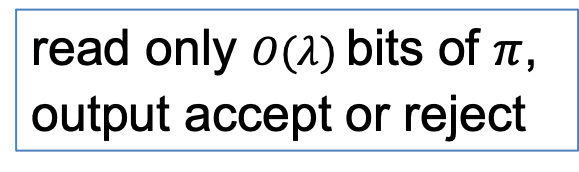 read only O(λ) bits of π,
output accept or reject